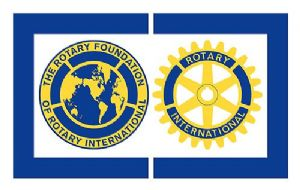 THE ROTARY FOUNDATION
OF ROTARY INTERNATIONAL
ROTARY
INTERNATIONAL